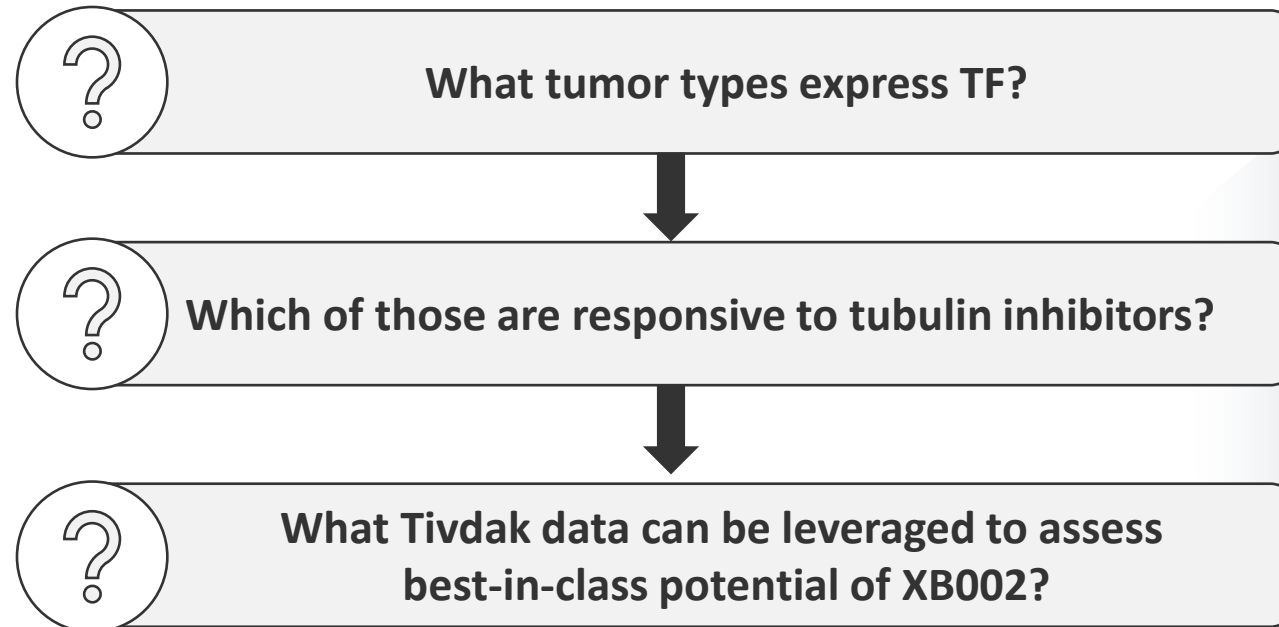 What tumor types express TF?
Which of those are responsive to tubulin inhibitors?
What Tivdak data can be leveraged to assess
best-in-class potential of XB002?